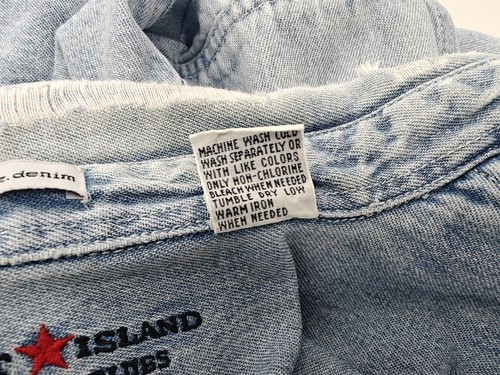 MACHINE WASH COLD
WASH SEPARATELY OR
WITH LIKE COLORS
ONLY NON-CHLORINE
BLEACH WHEN NEEDED
TUMBLE DRY LOW
WARM IRON
WHEN NEEDED
.denim
ISLAND